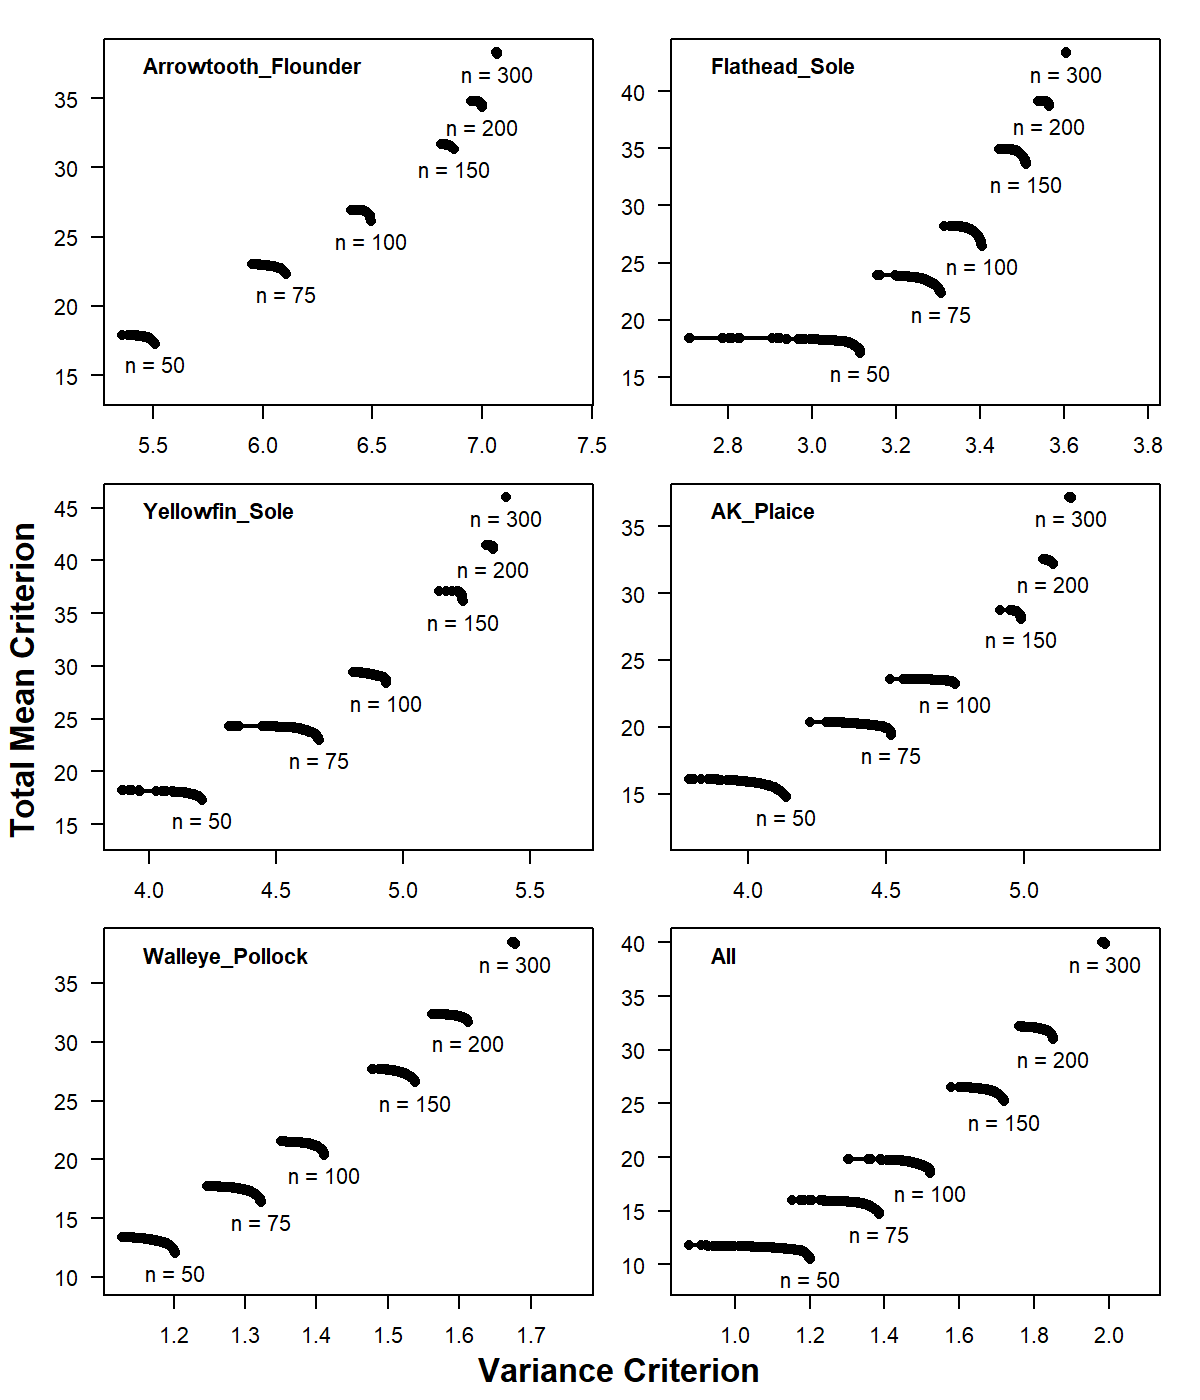 Arrowtooth_Flounder
n = 300
n = 200
n = 150
n = 100
n = 75
n = 50
35
30
25
20
15
5.5 6.0 6.5 7.0 7.5
Flathead_Sole
n = 300
n = 200
n = 150
n = 100
n = 75
n = 50
40
35
30
25
20
15
2.8 3.0 3.2 3.4 3.6 3.8
Total Mean Criterion
Yellowfin_Sole
n = 300
n = 200
n = 150
n = 100
n = 75
n = 50
45
40
35
30
25
20
15
4.0 4.5 5.0 5.5
AK_Plaice
n = 300
n = 200
n = 150
n = 100
n = 75
n = 50
35
30
25
20
15
4.0 4.5 5.0
Walleye_Pollock
n = 300
n = 200
n = 150
n = 100
n = 75
n = 50
35
30
25
20
15
10
1.2 1.3 1.4 1.5 1.6 1.7
All
n = 300
n = 200
n = 150
n = 100
n = 75
n = 50
40
35
30
25
20
15
10
1.0 1.2 1.4 1.6 1.8 2.0
Variance Criterion